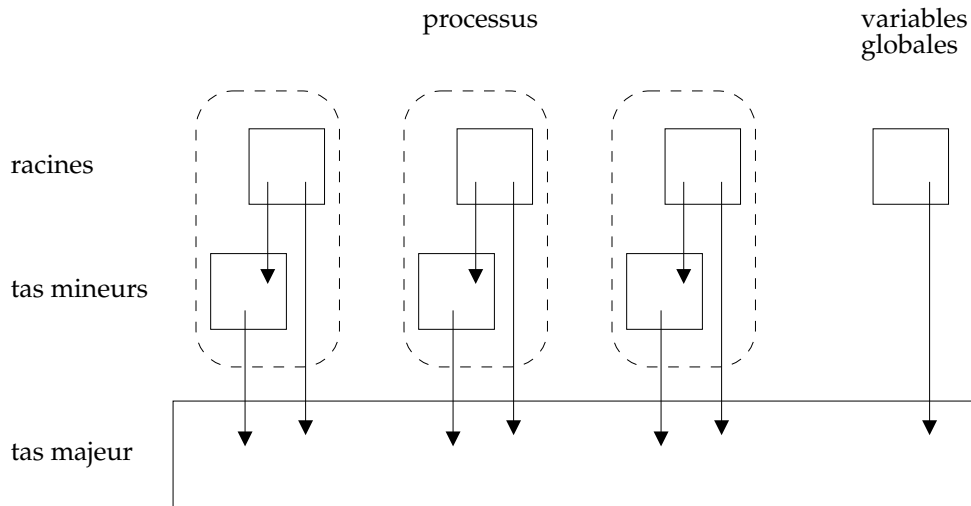 processus
variables
globales
racines
tas mineurs
tas majeur